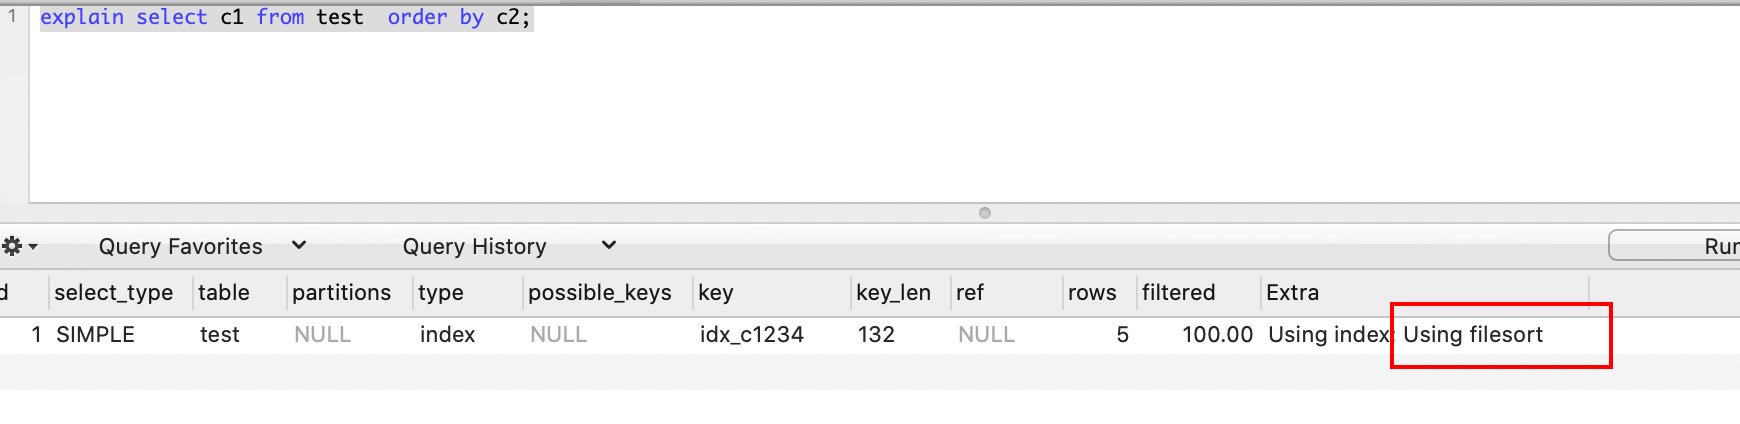 1 explain select c1 from test  order by c2;
Query Favorites Query History Run
d select_type table partitions type possible_keys key key_len ref rows filtered Extra
1 SIMPLE test NULL index NULL idx_c1234 132 NULL 5 100.00 Using index; Using filesort